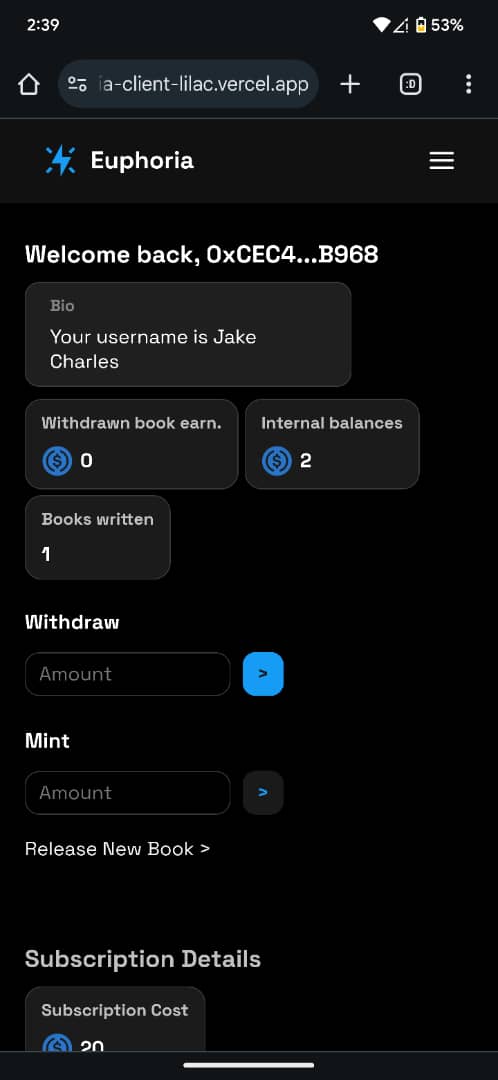 2:39
53%
ia-client-lilac.vercel.app
:D
Euphoria
Welcome back, 0xCEC4...B968
Bio
Your username is Jake
Charles
Withdrawn book earn.
Internal balances
0
2
Books written
1
Withdraw
Amount
>
Mint
Amount
>
Release New Book >
Subscription Details
Subscription Cost
20